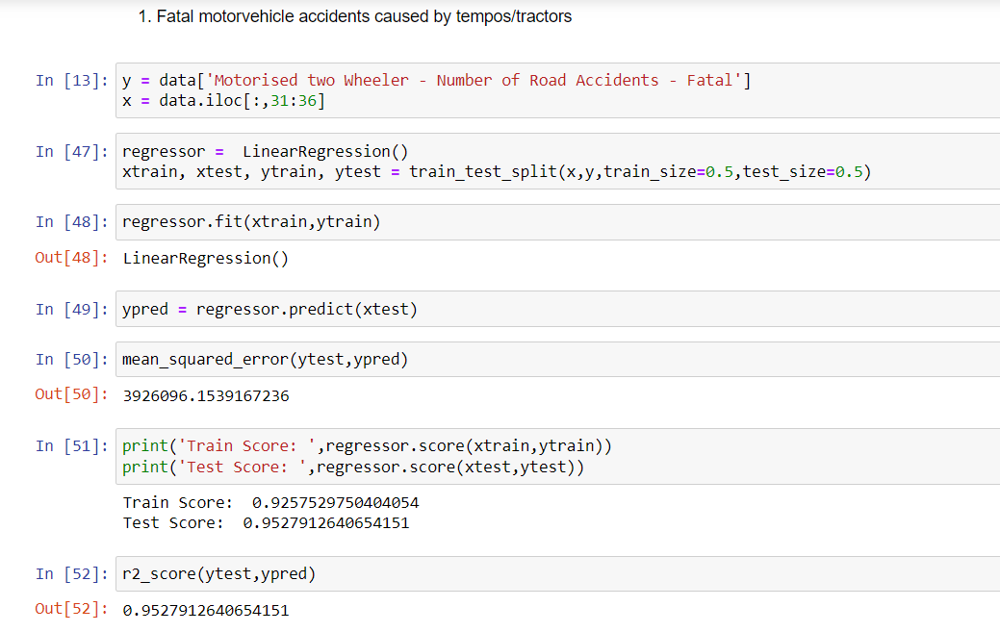 1. Fatal motorvehicle accidents caused by tempos/tractors
In [13]: y = data['Motorised two Wheeler - Number of Road Accidents - Fatal']
x = data.iloc[:,31:36]
In [47]: regressor =  LinearRegression()
xtrain, xtest, ytrain, ytest = train_test_split(x,y,train_size=0.5,test_size=0.5)
In [48]: regressor.fit(xtrain,ytrain)
Out[48]: LinearRegression()
In [49]: ypred = regressor.predict(xtest)
In [50]: mean_squared_error(ytest,ypred)
Out[50]: 3926096.1539167236
In [51]: print('Train Score: ',regressor.score(xtrain,ytrain))
print('Test Score: ',regressor.score(xtest,ytest))
Train Score:  0.9257529750404054
Test Score:  0.9527912640654151
In [52]: r2_score(ytest,ypred)
Out[52]: 0.9527912640654151